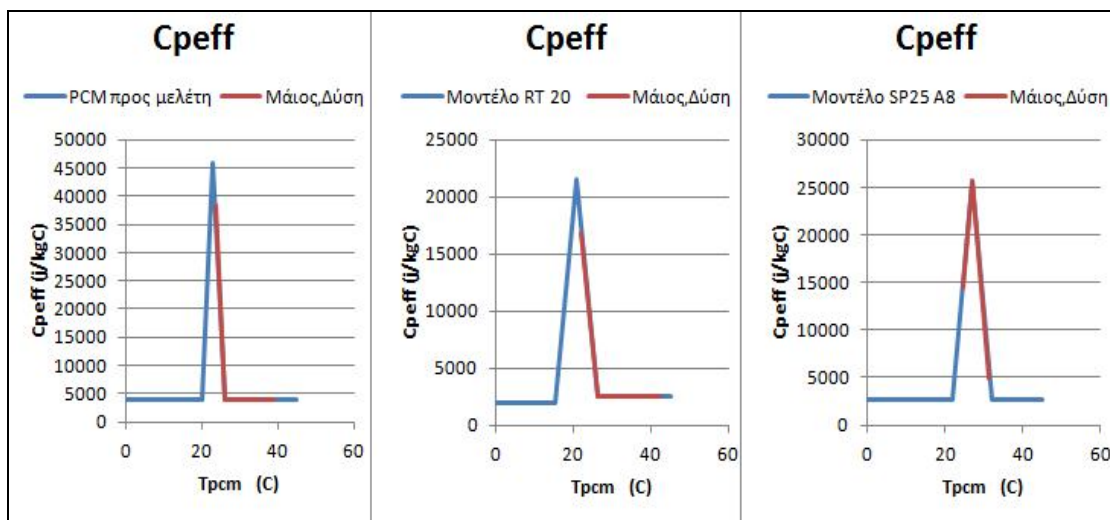 Cpeff
PCM προς μελέτη Μάιος,Δύση
50000
45000
40000
35000
30000
25000
20000
15000
10000
5000
0
Cpeff (j/kgC)
0 20 40 60
Tpcm (C)
Cpeff
Μοντέλο RT 20 Μάιος,Δύση
25000
20000
15000
10000
5000
0
Cpeff (j/kgC)
0 20 40 60
Tpcm (C)
Cpeff
Μοντέλο SP25 A8 Μάιος,Δύση
30000
25000
20000
15000
10000
5000
0
Cpeff (j/kgC)
0 20 40 60
Tpcm (C)